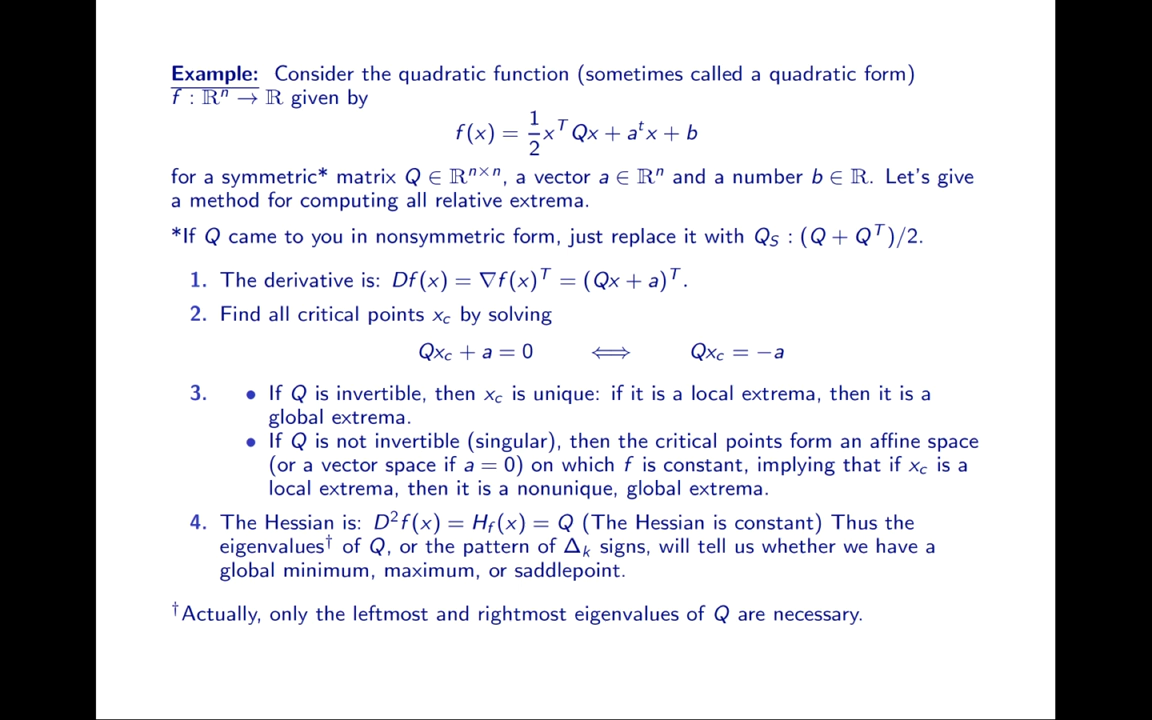 Example: Consider the quadratic function (sometimes called a quadratic form)
f : ℝⁿ → ℝ given by
f(x) = 1/2 xᵀQx + aᵗx + b
for a symmetric* matrix Q ∈ ℝⁿˣⁿ, a vector a ∈ ℝⁿ and a number b ∈ ℝ. Let's give
a method for computing all relative extrema.
*If Q came to you in nonsymmetric form, just replace it with Q_S : (Q + Qᵀ)/2.
1. The derivative is: Df(x) = ∇f(x)ᵀ = (Qx + a)ᵀ.
2. Find all critical points x_c by solving
Qx_c + a = 0 ⟺ Qx_c = −a
3. • If Q is invertible, then x_c is unique: if it is a local extrema, then it is a
global extrema.
• If Q is not invertible (singular), then the critical points form an affine space
(or a vector space if a = 0) on which f is constant, implying that if x_c is a
local extrema, then it is a nonunique, global extrema.
4. The Hessian is: D²f(x) = H_f(x) = Q (The Hessian is constant) Thus the
eigenvalues† of Q, or the pattern of Δ_k signs, will tell us whether we have a
global minimum, maximum, or saddlepoint.
†Actually, only the leftmost and rightmost eigenvalues of Q are necessary.